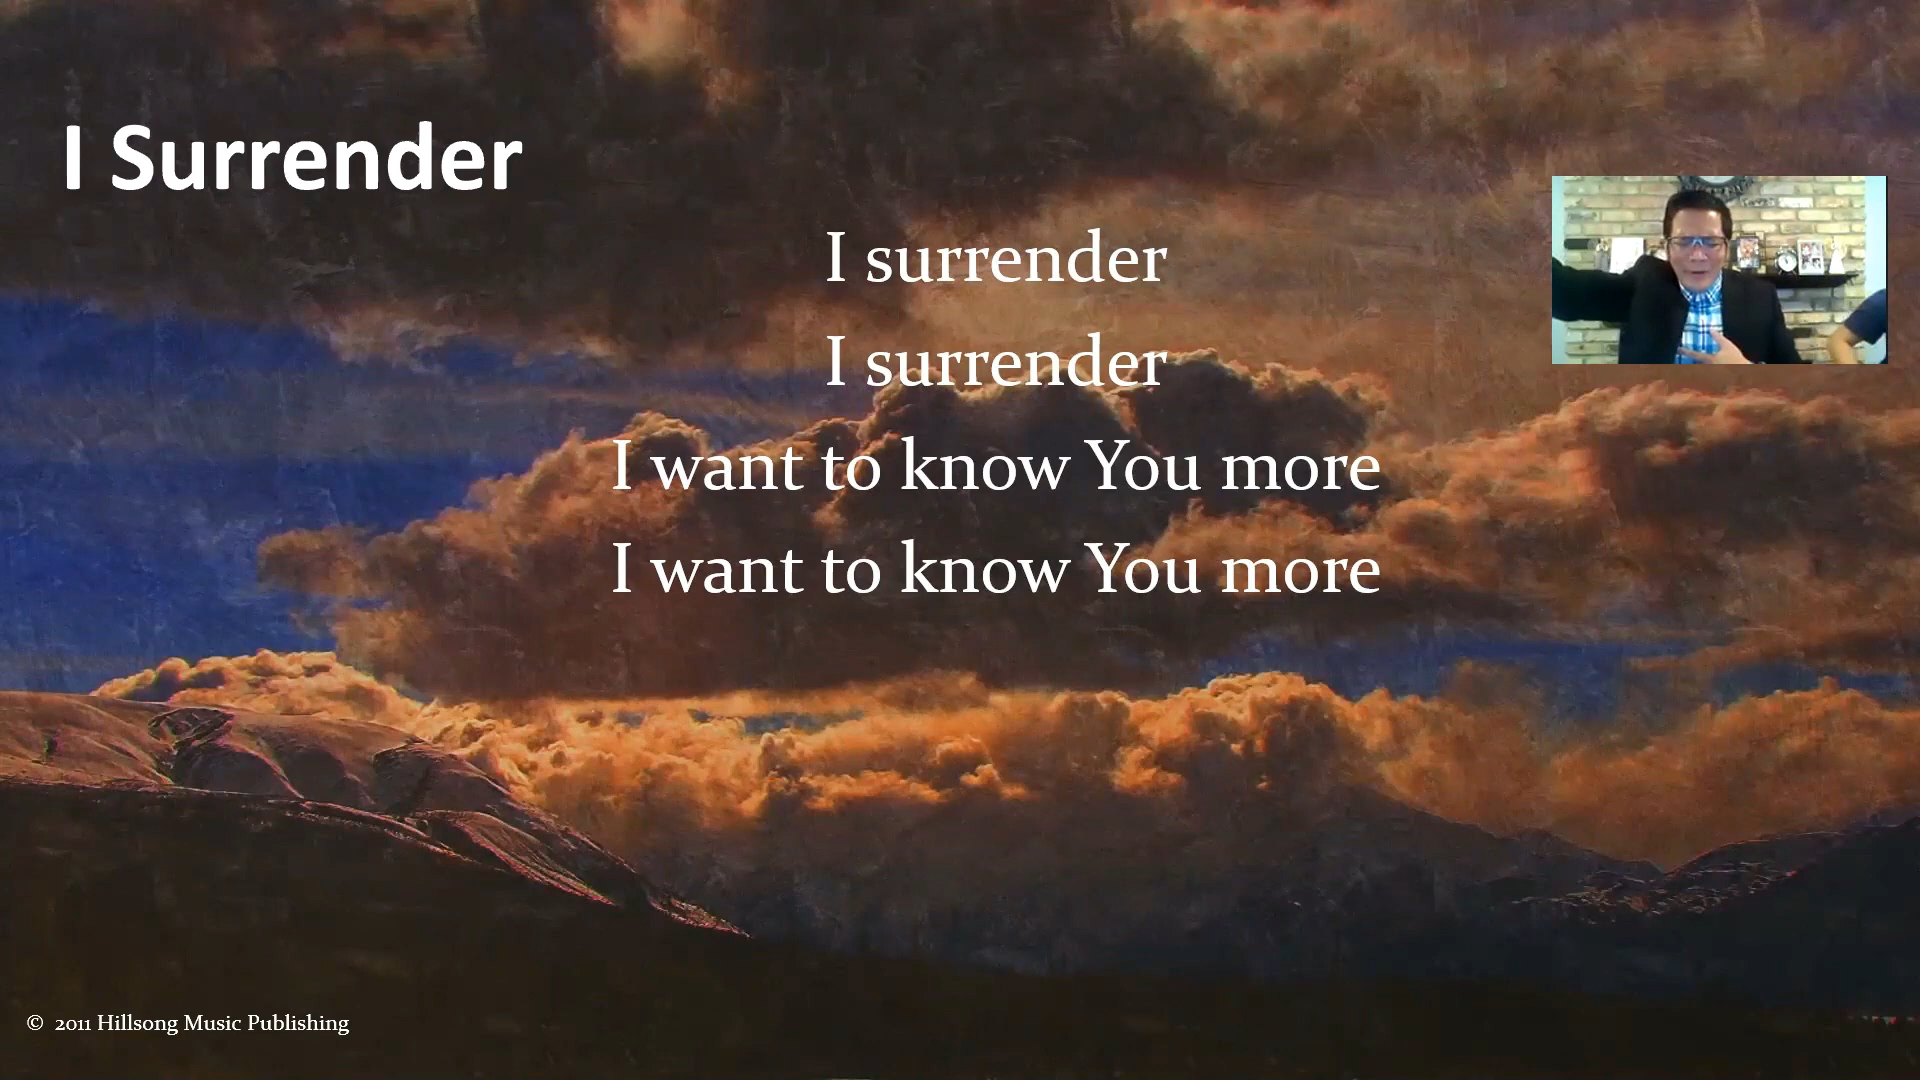 I Surrender
I surrender
I surrender
I want to know You more
I want to know You more
© 2011 Hillsong Music Publishing